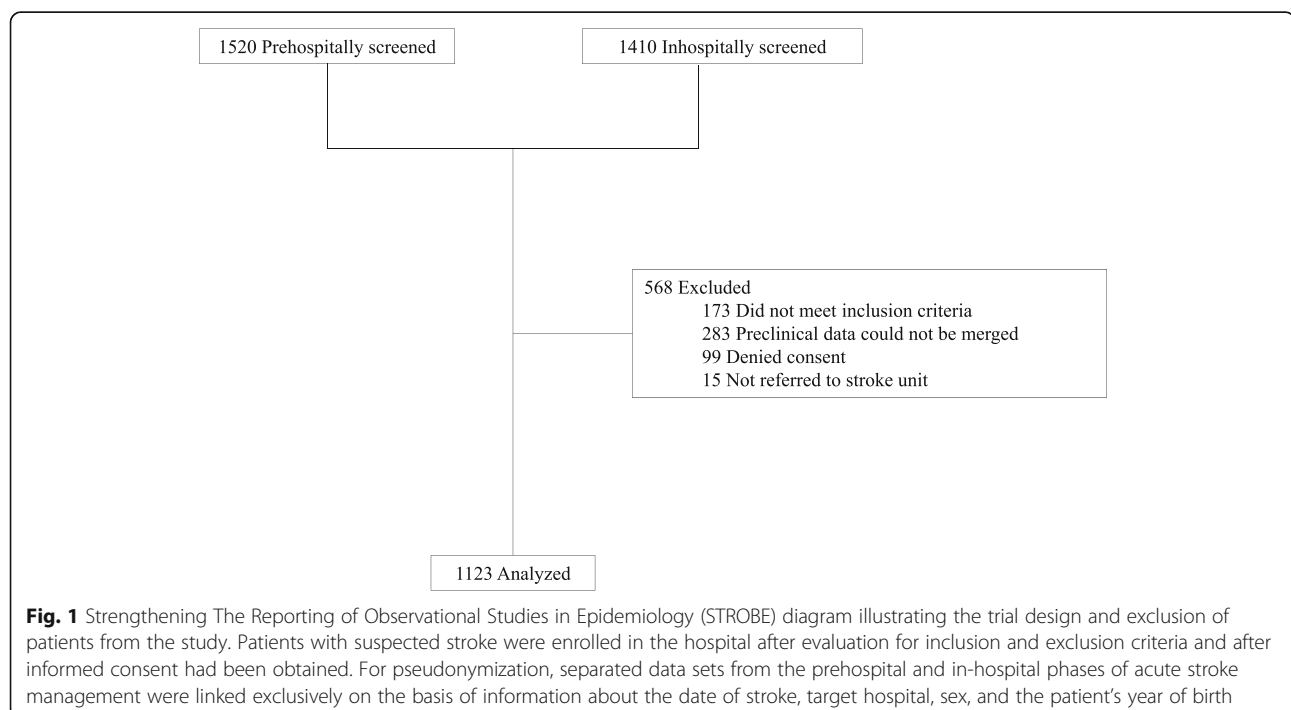 1520 Prehospitally screened
1410 Inhospitally screened
568 Excluded
173 Did not meet inclusion criteria
283 Preclinical data could not be merged
99 Denied consent
15 Not referred to stroke unit
1123 Analyzed
Fig. 1 Strengthening The Reporting of Observational Studies in Epidemiology (STROBE) diagram illustrating the trial design and exclusion of
patients from the study. Patients with suspected stroke were enrolled in the hospital after evaluation for inclusion and exclusion criteria and after
informed consent had been obtained. For pseudonymization, separated data sets from the prehospital and in-hospital phases of acute stroke
management were linked exclusively on the basis of information about the date of stroke, target hospital, sex, and the patient’s year of birth